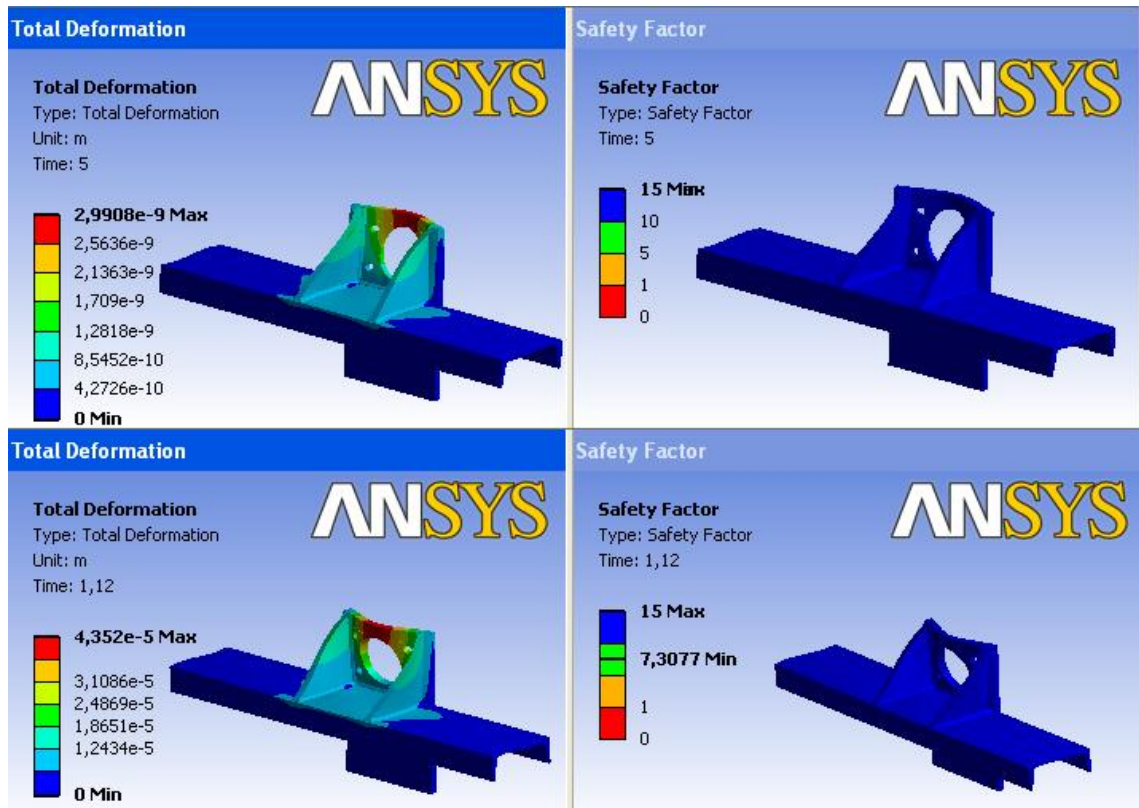 Total Deformation
Total Deformation
Type: Total Deformation
Unit: m
Time: 5
ANSYS
2,9908e-9 Max
2,5636e-9
2,1363e-9
1,709e-9
1,2818e-9
8,5452e-10
4,2726e-10
0 Min
Safety Factor
Safety Factor
Type: Safety Factor
Time: 5
ANSYS
15
10
5
1
0
Total Deformation
Total Deformation
Type: Total Deformation
Unit: m
Time: 1,12
ANSYS
4,352e-5 Max
3,1086e-5
2,4869e-5
1,8651e-5
1,2434e-5
0 Min
Safety Factor
Safety Factor
Type: Safety Factor
Time: 1,12
ANSYS
15 Max
7,3077 Min
1
0